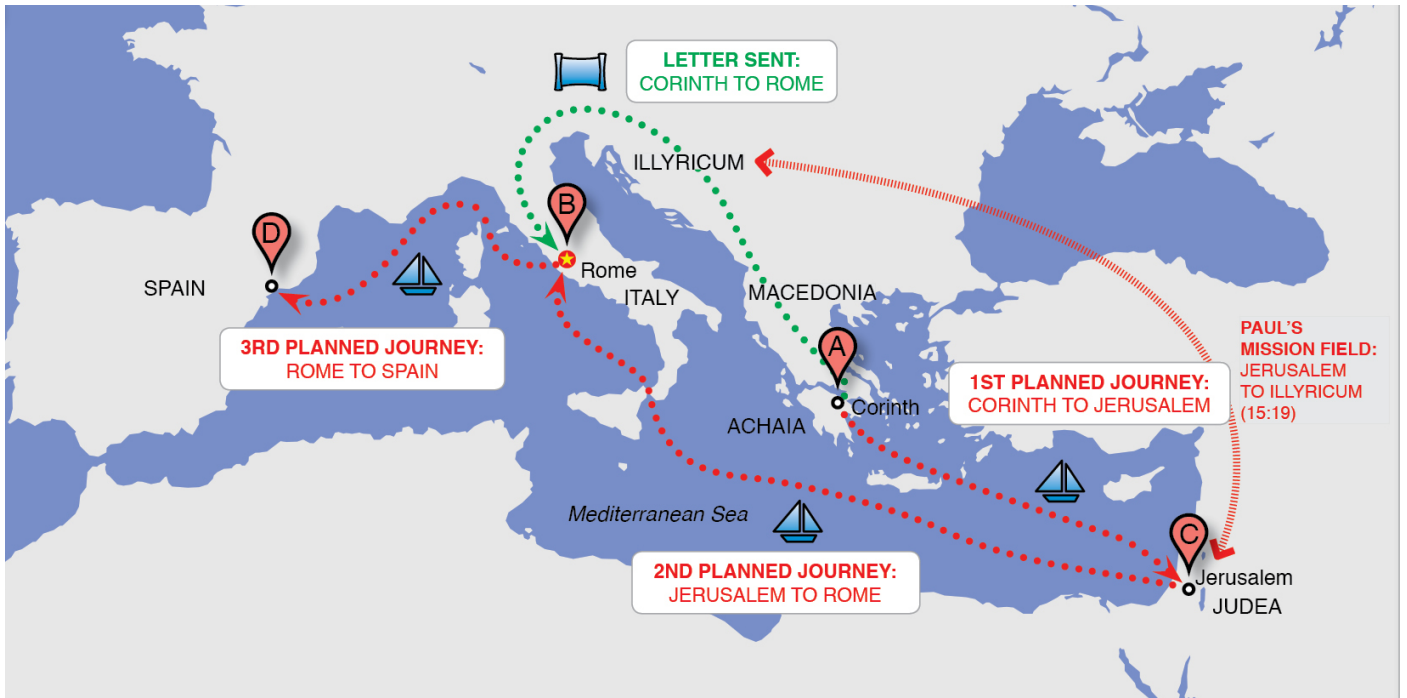 LETTER SENT:
CORINTH TO ROME
ILLYRICUM
B
D
Rome
SPAIN
ITALY
MACEDONIA
3RD PLANNED JOURNEY:
ROME TO SPAIN
A
PAUL'S
MISSION FIELD:
JERUSALEM
TO ILLYRICUM
(15:19)
1ST PLANNED JOURNEY:
CORINTH TO JERUSALEM
Corinth
ACHAIA
Mediterranean Sea
C
2ND PLANNED JOURNEY:
JERUSALEM TO ROME
Jerusalem
JUDEA